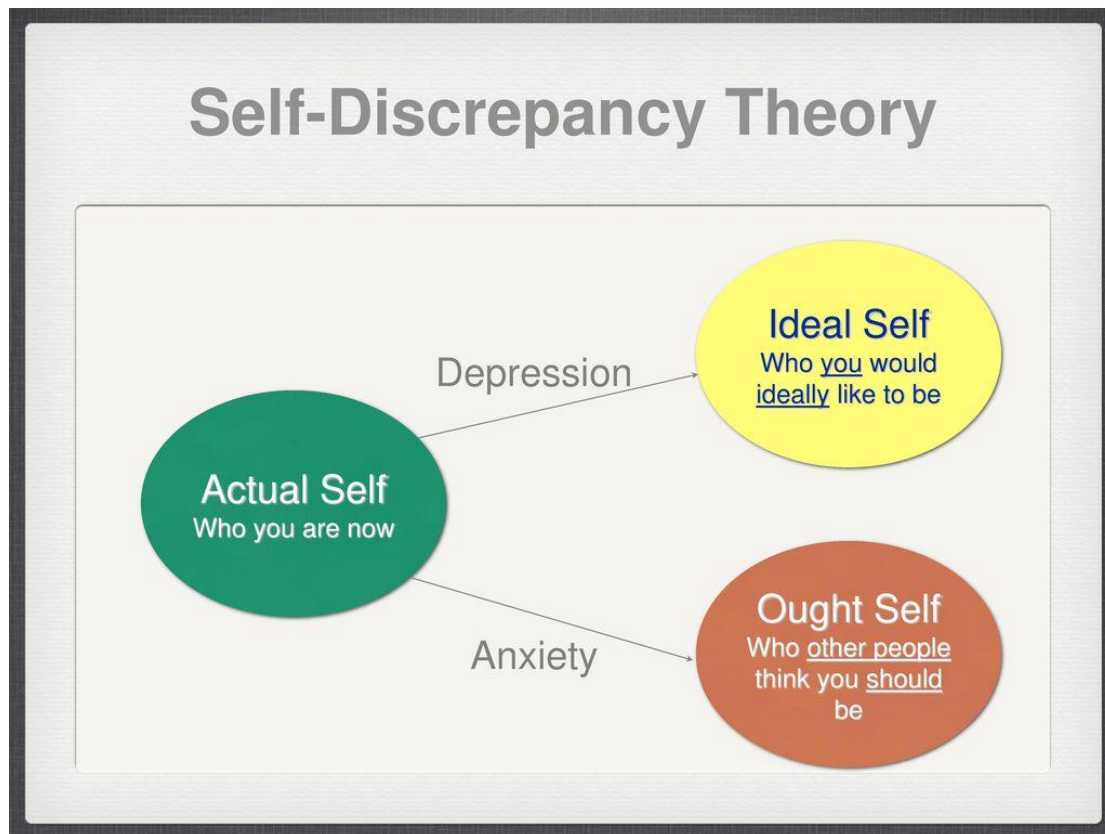 Self-Discrepancy Theory
Ideal Self
Who you would
ideally like to be
Depression
Actual Self
Who you are now
Ought Self
Who other people
think you should
be
Anxiety